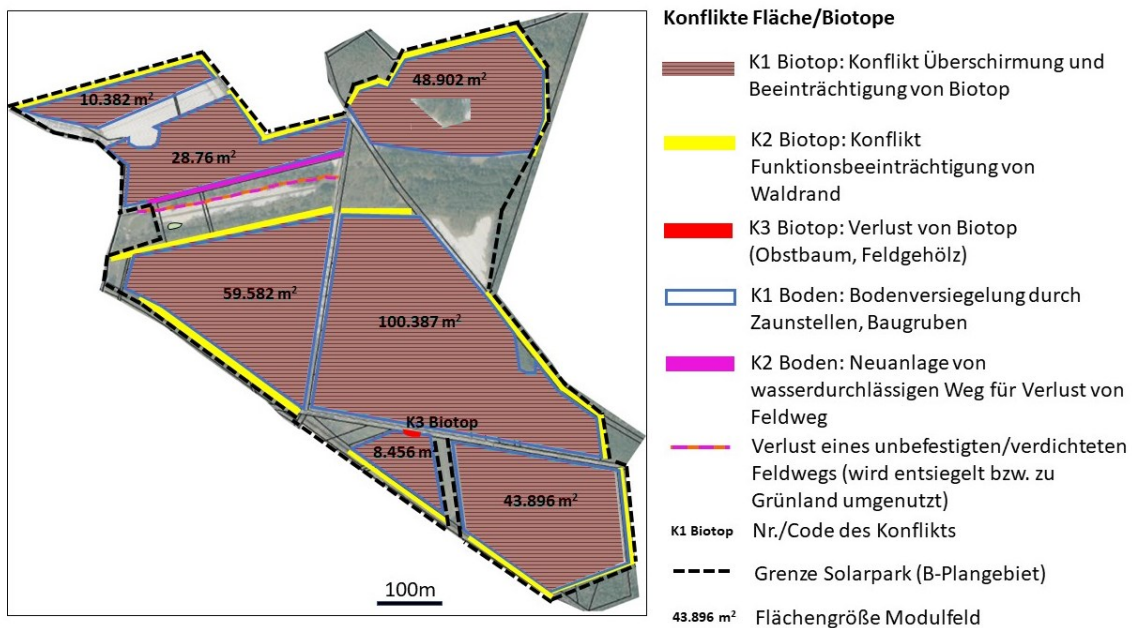 10.382 m²
48.902 m²
28.76 m²
59.582 m²
100.387 m²
K3 Biotop
8.456 m
43.896 m²
100m
Konflikte Fläche/Biotope
K1 Biotop: Konflikt Überschirmung und
Beeinträchtigung von Biotop
K2 Biotop: Konflikt
Funktionsbeeinträchtigung von
Waldrand
K3 Biotop: Verlust von Biotop
(Obstbaum, Feldgehölz)
K1 Boden: Bodenversiegelung durch
Zaunstellen, Baugruben
K2 Boden: Neuanlage von
wasserdurchlässigen Weg für Verlust von
Feldweg
Verlust eines unbefestigten/verdichteten
Feldwegs (wird entsiegelt bzw. zu
Grünland umgenutzt)
K1 Biotop Nr./Code des Konflikts
Grenze Solarpark (B-Plangebiet)
43.896 m² Flächengröße Modulfeld